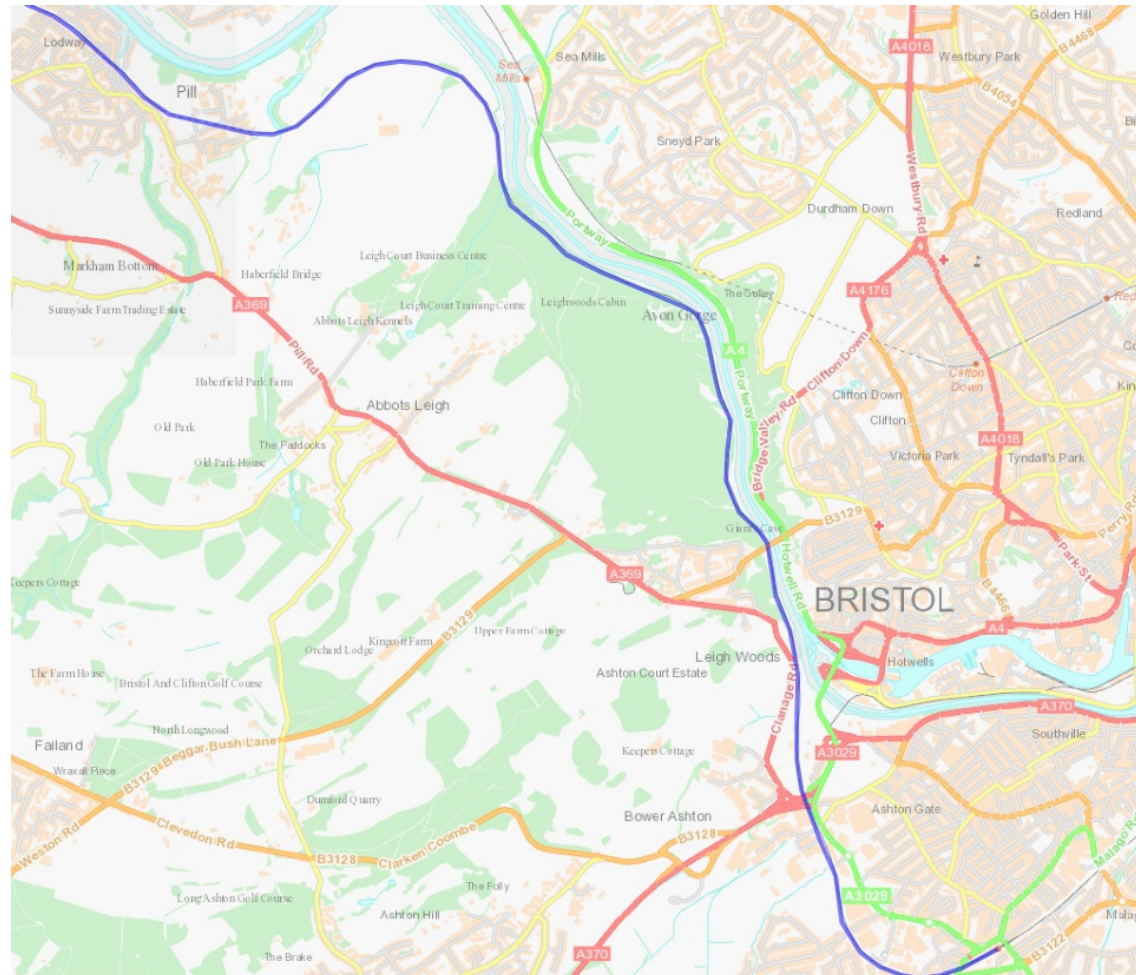 Golden Hill
Lodway
A4018
B4468
Sea Mills
Sea
Mills
Westbury Park
Pill
B4054
Sneyd Park
Westbury Rd
Durdham Down
Redland
Portway
Markham Bottom
Leigh Court Business Centre
Haberfield Bridge
A4176
The Gulley
Sunnyside Farm Trading Estate
A369
Leigh Court Training Centre
Leighwoods Cabin
Avon Gorge
Red
Abbots Leigh Kennels
Pill Rd
A4
Clifton Down
Clifton
Down
Haberfield Park Farm
Portway
Kin
Clifton Down
Abbots Leigh
Clifton
Old Park
A4018
The Paddocks
Bridge Valley Rd
Victoria Park
Tyndall's Park
Old Park House
Giant's Cave
B3129
Perry Rd
Hotwell Rd
Park St
Keepers Cottage
A369
B4466
BRISTOL
B3129
Upper Farm Cottage
A4
Kingcott Farm
Orchard Lodge
Leigh Woods
Hotwells
The Farm House
Ashton Court Estate
Bristol And Clifton Golf Course
Clanage Rd
A370
North Longwood
Southville
Failand
B3129
Beggar Bush Lane
Keepers Cottage
A3029
Wraxall Piece
Durnford Quarry
Ashton Gate
Weston Rd
Clevedon Rd
Bower Ashton
B3128
Malago Rd
B3128
Clarken Coombe
The Folly
A3029
Long Ashton Golf Course
Malag
Ashton Hill
B3122
The Brake
A370